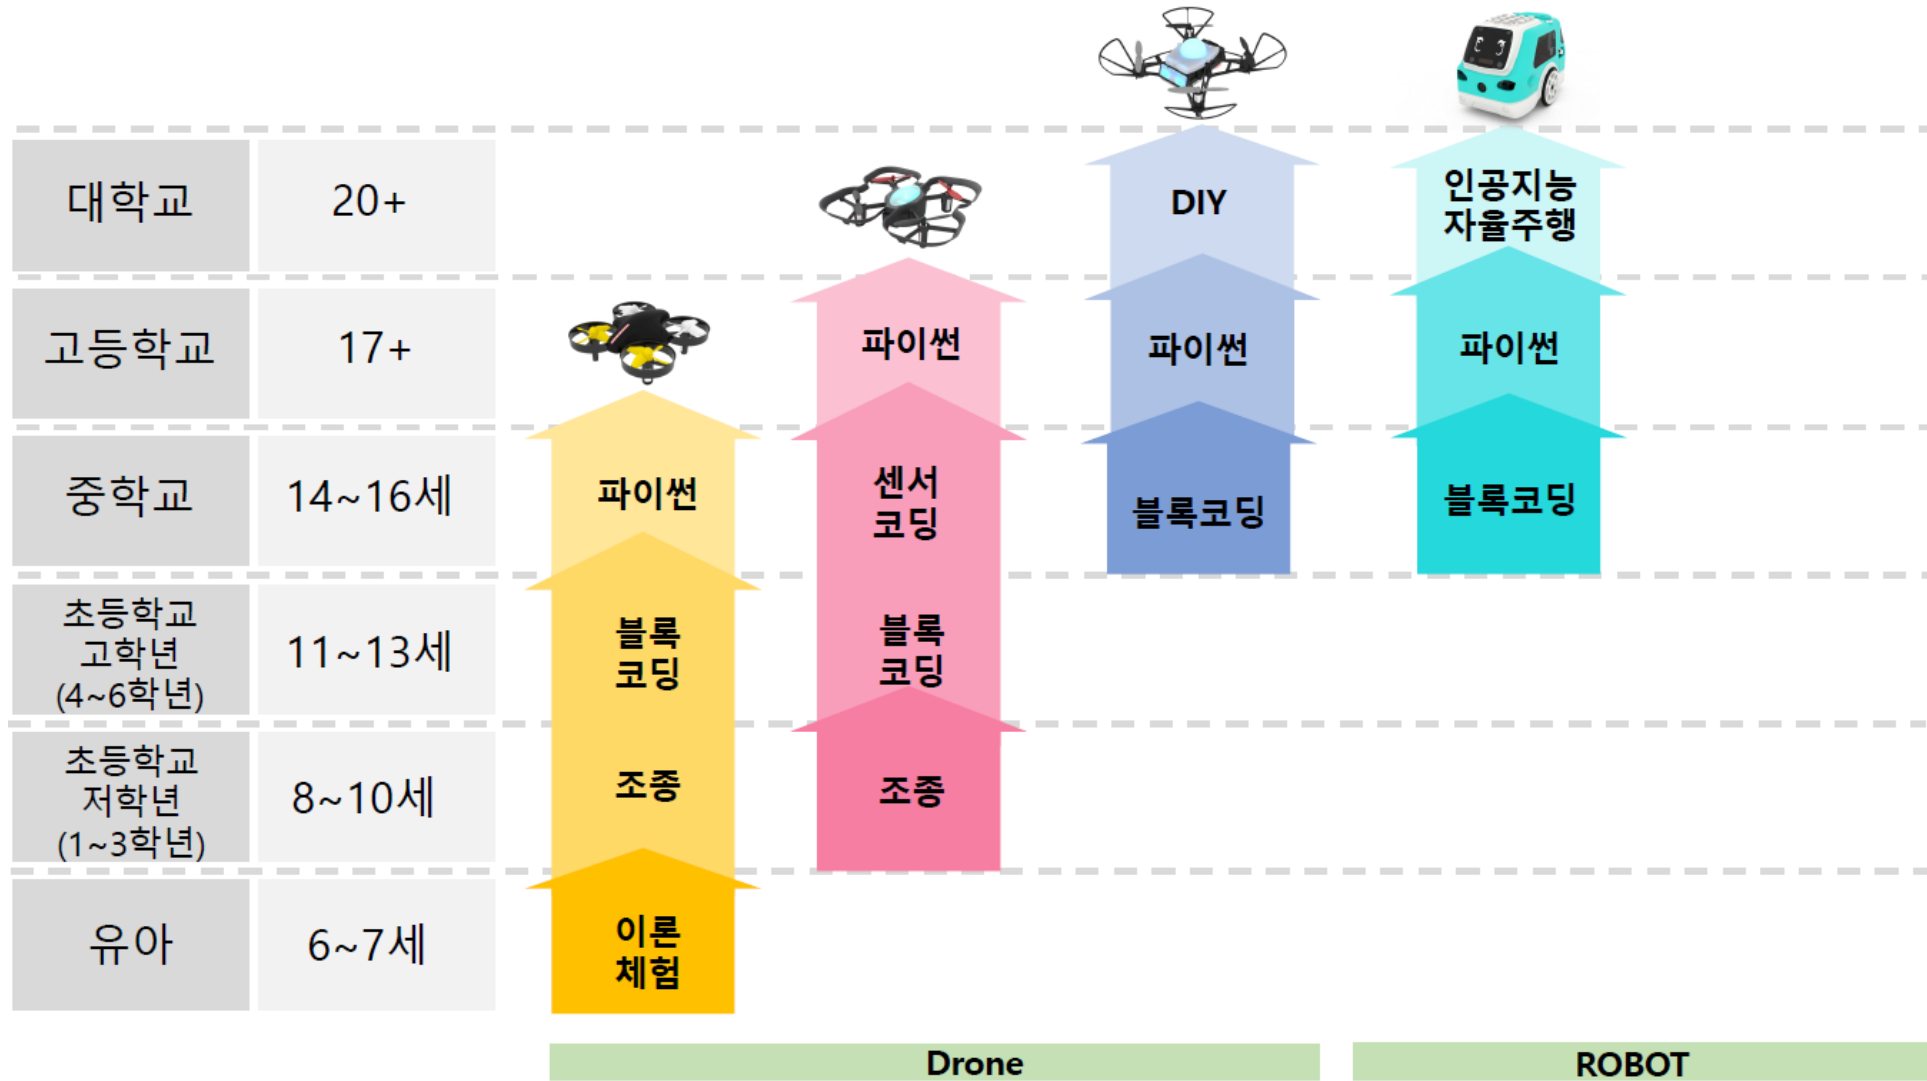 대학교
20+
DIY
인공지능
자율주행
고등학교
17+
파이썬
파이썬
파이썬
중학교
14~16세
파이썬
센서
코딩
블록코딩
블록코딩
초등학교
고학년
(4~6학년)
11~13세
블록
코딩
블록
코딩
초등학교
저학년
(1~3학년)
8~10세
조종
조종
유아
6~7세
이론
체험
Drone
ROBOT